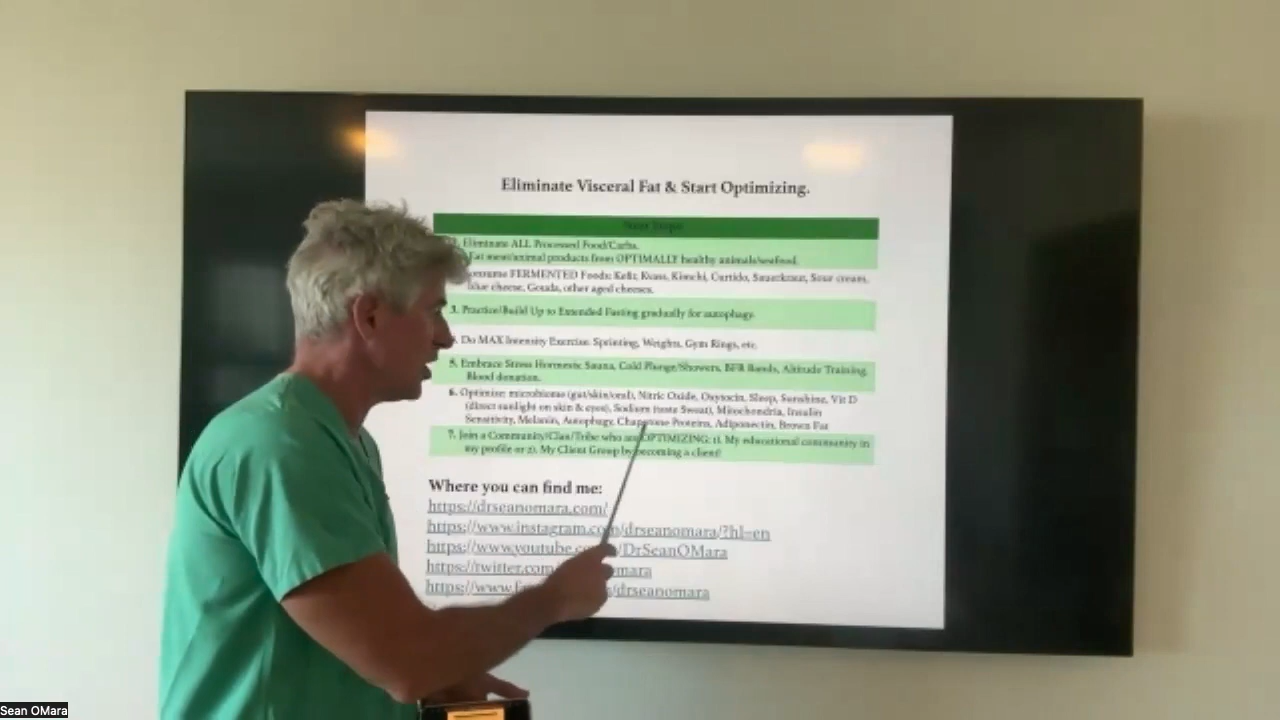 Eliminate Visceral Fat & Start Optimizing.
1. Eliminate ALL Processed Food/Carbs.
Eat meat/animal products from OPTIMALLY healthy animals/seafood.
onsume FERMENTED Foods: Kefir, Kvass, Kimchi, Curtido, Sauerkraut, Sour cream,
blue cheese, Gouda, other aged cheeses.
3. Practice/Build Up to Extended Fasting gradually for autophagy.
. Do MAX Intensity Exercise: Sprinting, Weights, Gym Rings, etc.
5. Embrace Stress Hormesis: Sauna, Cold Plunge/Showers, BFR Bands, Altitude Training,
Blood donation.
6. Optimize: microbiome (gut/skin/oral), Nitric Oxide, Oxytocin, Sleep, Sunshine, Vit D
(direct sunlight on skin & eyes), Sodium (taste Sweat), Mitochondria, Insulin
Sensitivity, Melanin, Autophagy, Chaperone Proteins, Adiponectin, Brown Fat
7. Join a Community/Clan/Tribe who are OPTIMIZING: 1). My educational community in
my profile or 2). My Client Group by becoming a client!
Where you can find me:
https://drseanomara.com/
https://www.instagram.com/drseanomara/?hl=en
https://www.youtube.c /DrSeanOMara
https://twitter.com omara
https://www.f /drseanomara
Sean OMara